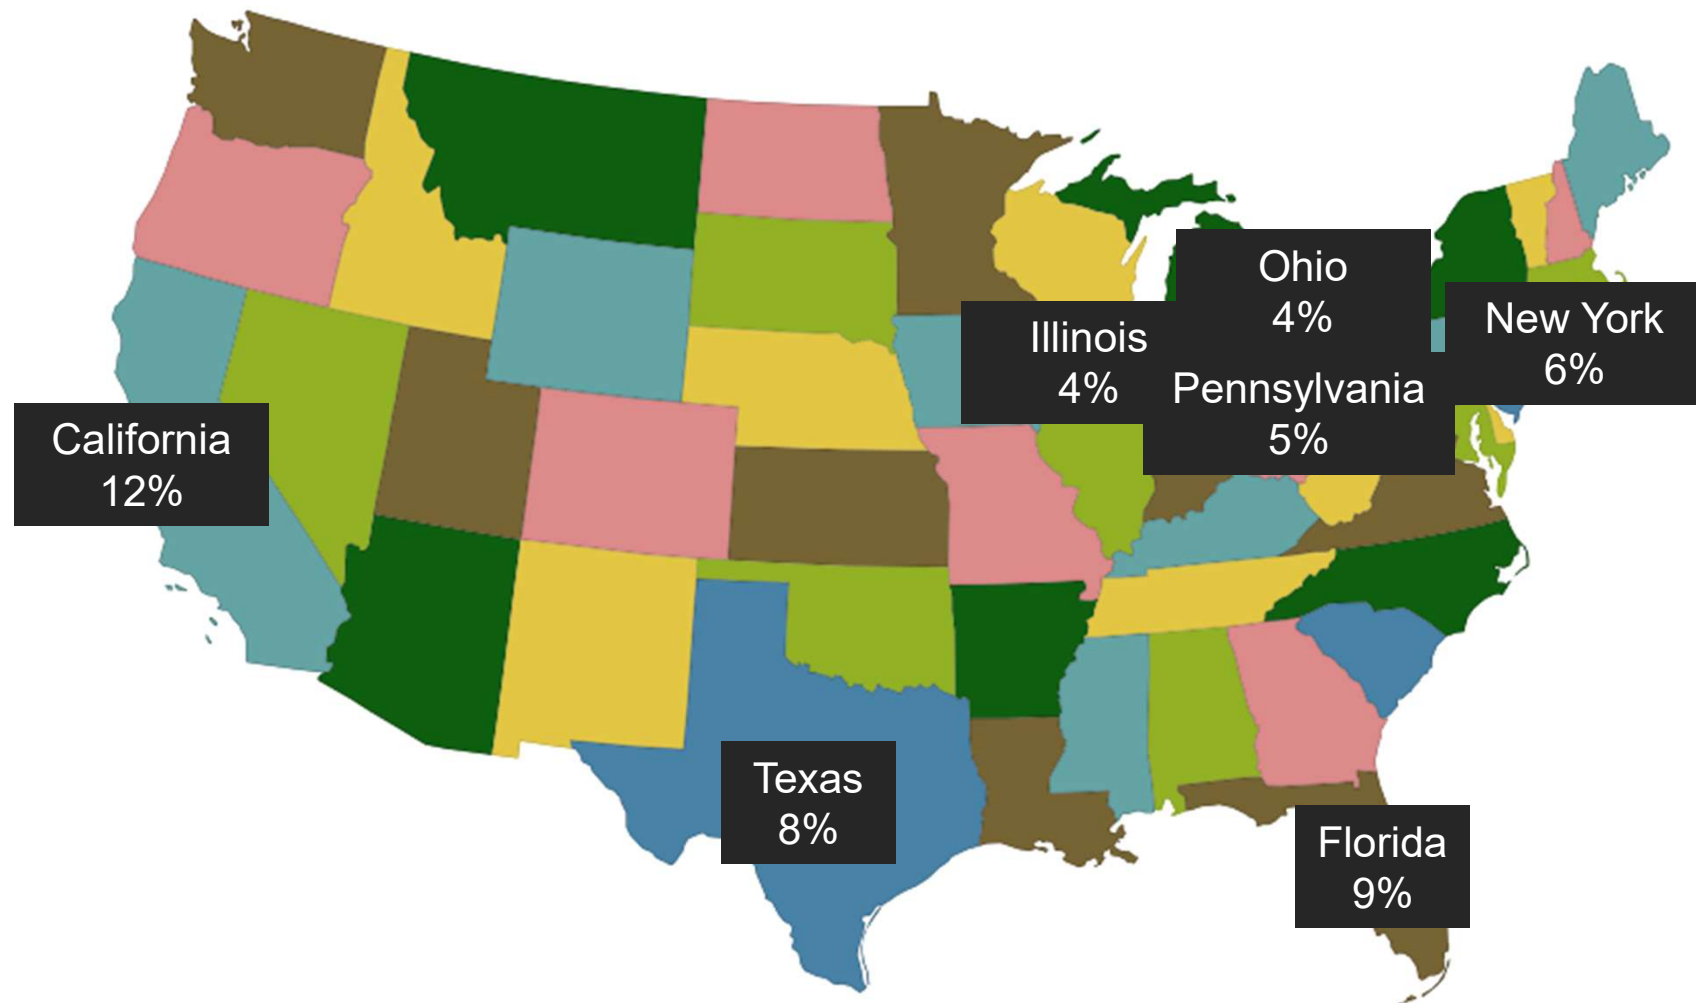 Ohio
4%
Illinois
4%
New York
6%
Pennsylvania
5%
California
12%
Texas
8%
Florida
9%